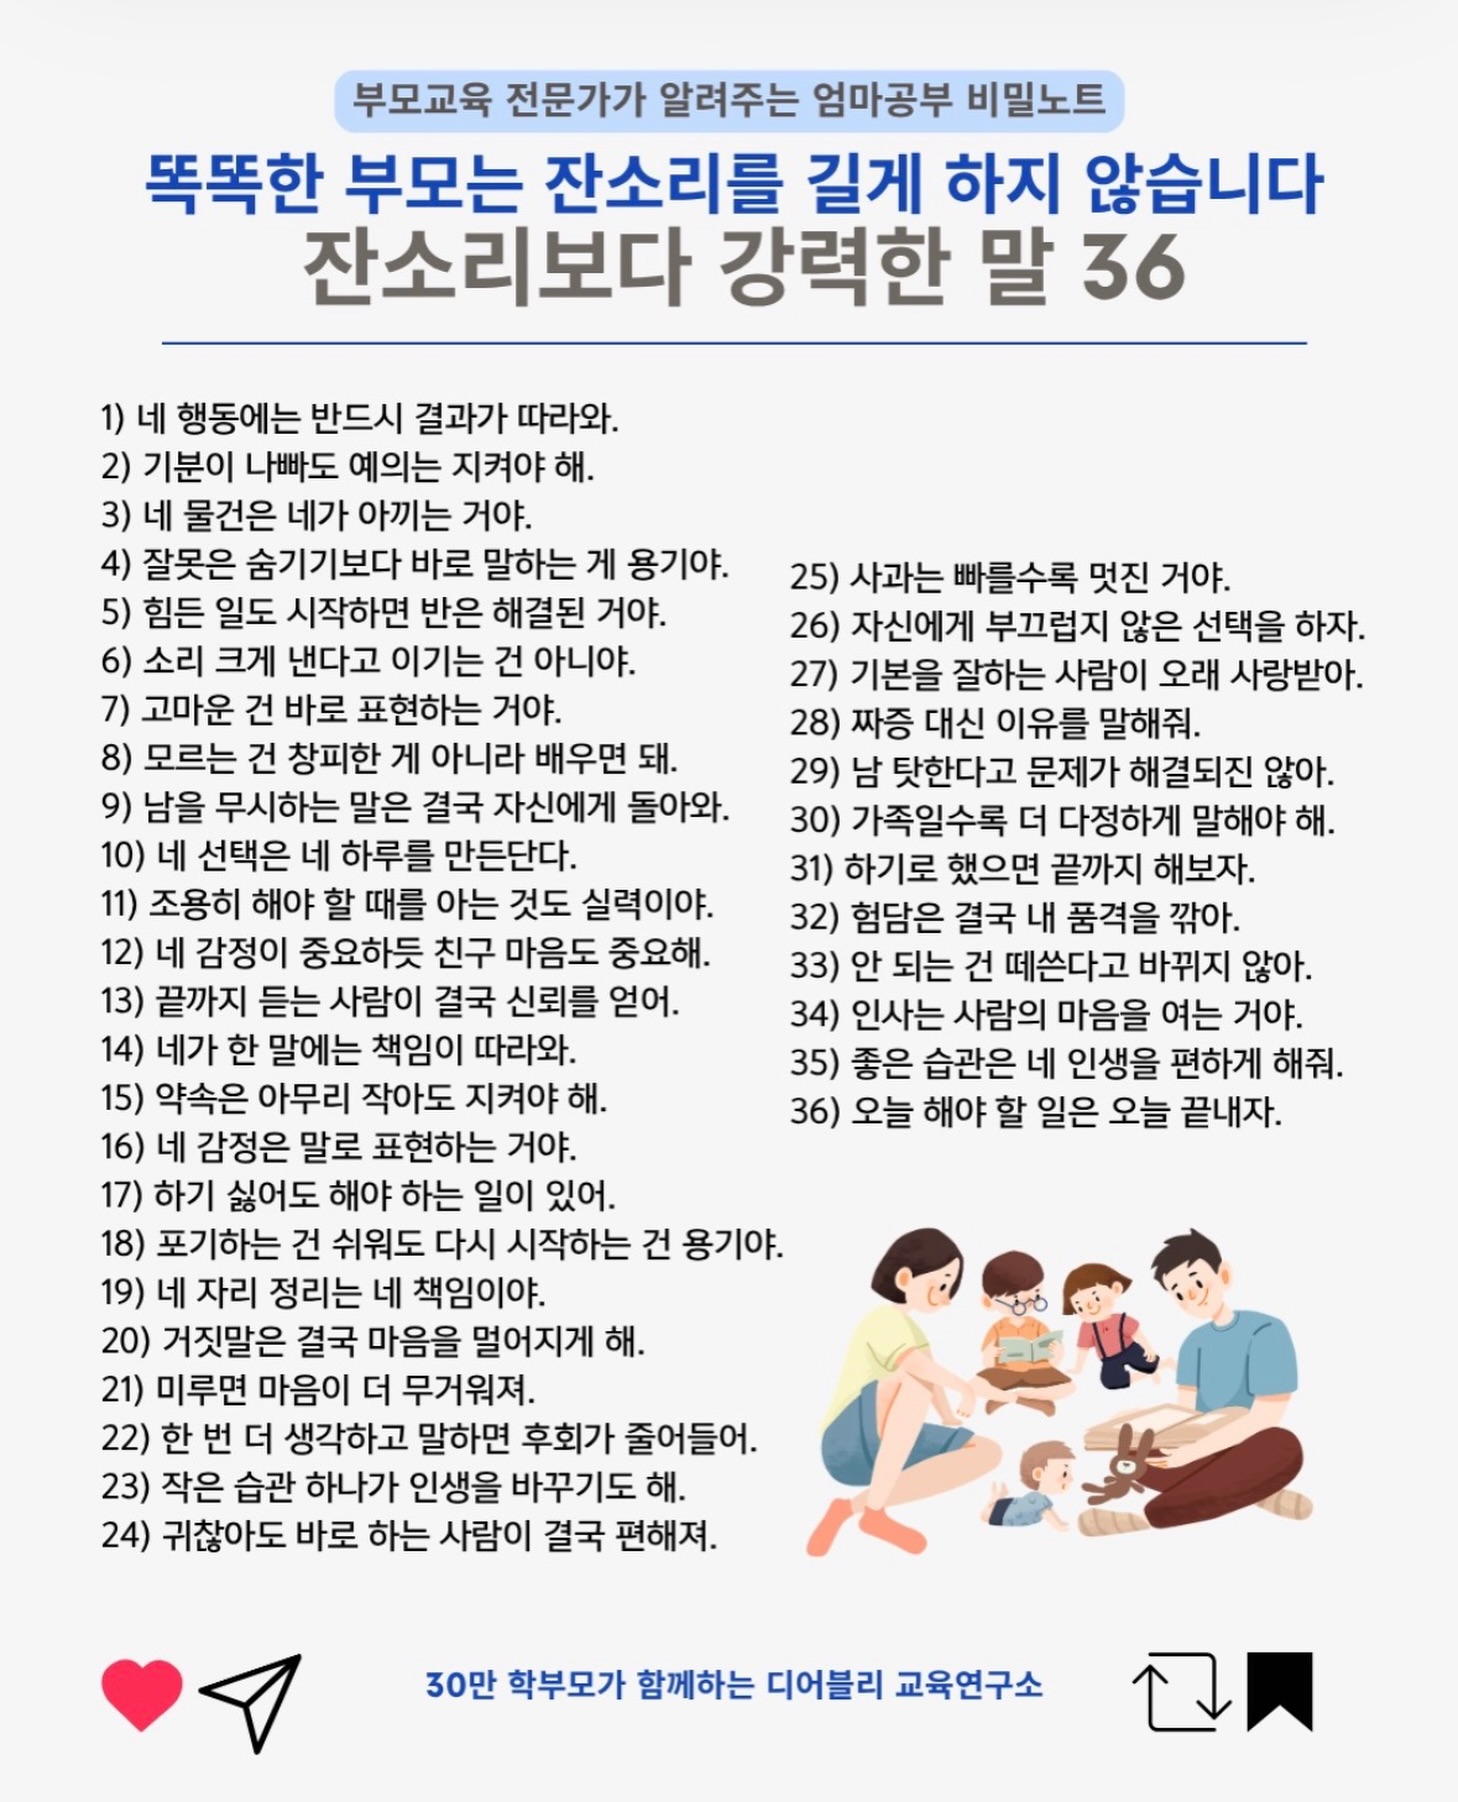 부모교육 전문가가 알려주는 엄마공부 비밀노트
똑똑한 부모는 잔소리를 길게 하지 않습니다
잔소리보다 강력한 말 36
1) 네 행동에는 반드시 결과가 따라와.
2) 기분이 나빠도 예의는 지켜야 해.
3) 네 물건은 네가 아끼는 거야.
4) 잘못은 숨기기보다 바로 말하는 게 용기야.
5) 힘든 일도 시작하면 반은 해결된 거야.
6) 소리 크게 낸다고 이기는 건 아니야.
7) 고마운 건 바로 표현하는 거야.
8) 모르는 건 창피한 게 아니라 배우면 돼.
9) 남을 무시하는 말은 결국 자신에게 돌아와.
10) 네 선택은 네 하루를 만든단다.
11) 조용히 해야 할 때를 아는 것도 실력이야.
12) 네 감정이 중요하듯 친구 마음도 중요해.
13) 끝까지 듣는 사람이 결국 신뢰를 얻어.
14) 네가 한 말에는 책임이 따라와.
15) 약속은 아무리 작아도 지켜야 해.
16) 네 감정은 말로 표현하는 거야.
17) 하기 싫어도 해야 하는 일이 있어.
18) 포기하는 건 쉬워도 다시 시작하는 건 용기야.
19) 네 자리 정리는 네 책임이야.
20) 거짓말은 결국 마음을 멀어지게 해.
21) 미루면 마음이 더 무거워져.
22) 한 번 더 생각하고 말하면 후회가 줄어들어.
23) 작은 습관 하나가 인생을 바꾸기도 해.
24) 귀찮아도 바로 하는 사람이 결국 편해져.
25) 사과는 빠를수록 멋진 거야.
26) 자신에게 부끄럽지 않은 선택을 하자.
27) 기본을 잘하는 사람이 오래 사랑받아.
28) 짜증 대신 이유를 말해줘.
29) 남 탓한다고 문제가 해결되진 않아.
30) 가족일수록 더 다정하게 말해야 해.
31) 하기로 했으면 끝까지 해보자.
32) 험담은 결국 내 품격을 깎아.
33) 안 되는 건 떼쓴다고 바뀌지 않아.
34) 인사는 사람의 마음을 여는 거야.
35) 좋은 습관은 네 인생을 편하게 해줘.
36) 오늘 해야 할 일은 오늘 끝내자.
30만 학부모가 함께하는 디어블리 교육연구소